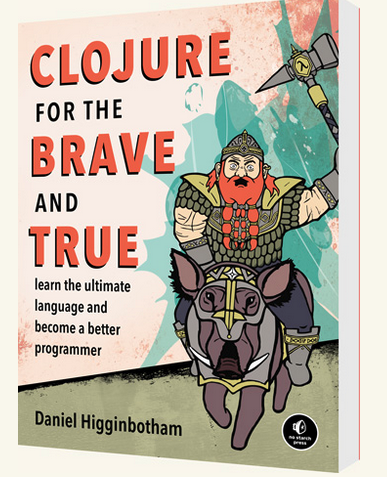 CLOJURE
FOR THE
BRAVE
AND
TRUE
learn the ultimate
language and
become a better
programmer
Daniel Higginbotham
λ
no starch
press